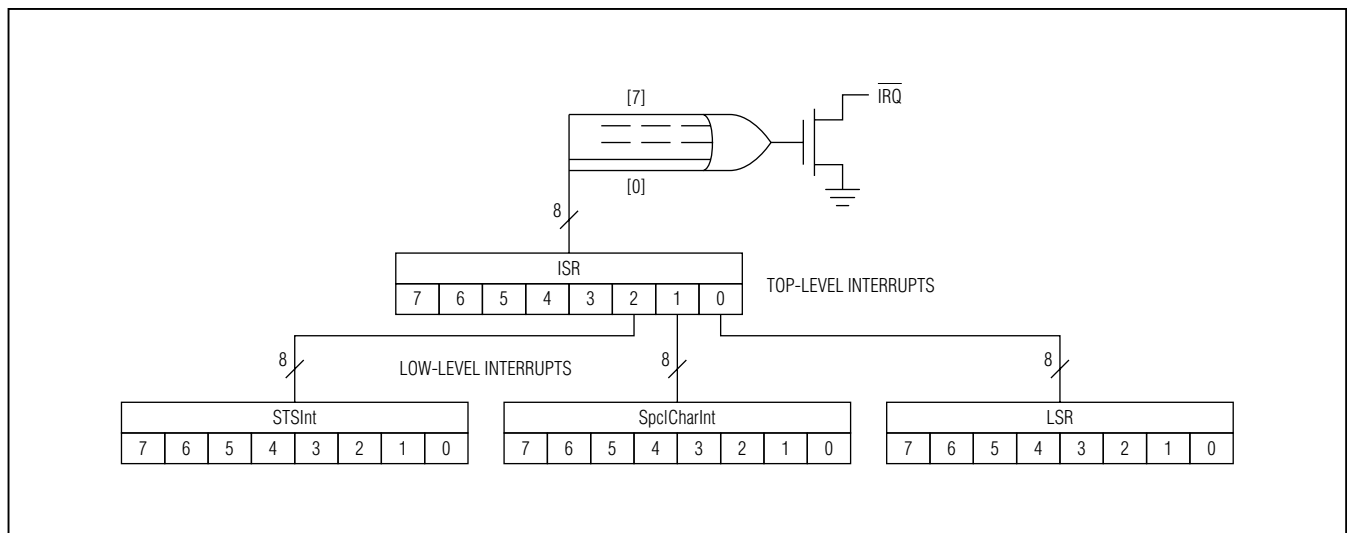 [7]
IRQ
[0]
8
ISR
7 6 5 4 3 2 1 0
TOP-LEVEL INTERRUPTS
8
LOW-LEVEL INTERRUPTS
8
8
STSInt
7 6 5 4 3 2 1 0
SpclCharInt
7 6 5 4 3 2 1 0
LSR
7 6 5 4 3 2 1 0